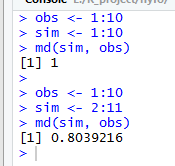 Console E:/R_project/hyfo/
> obs <- 1:10
> sim <- 1:10
> md(sim, obs)
[1] 1
>
> obs <- 1:10
> sim <- 2:11
> md(sim, obs)
[1] 0.8039216
>